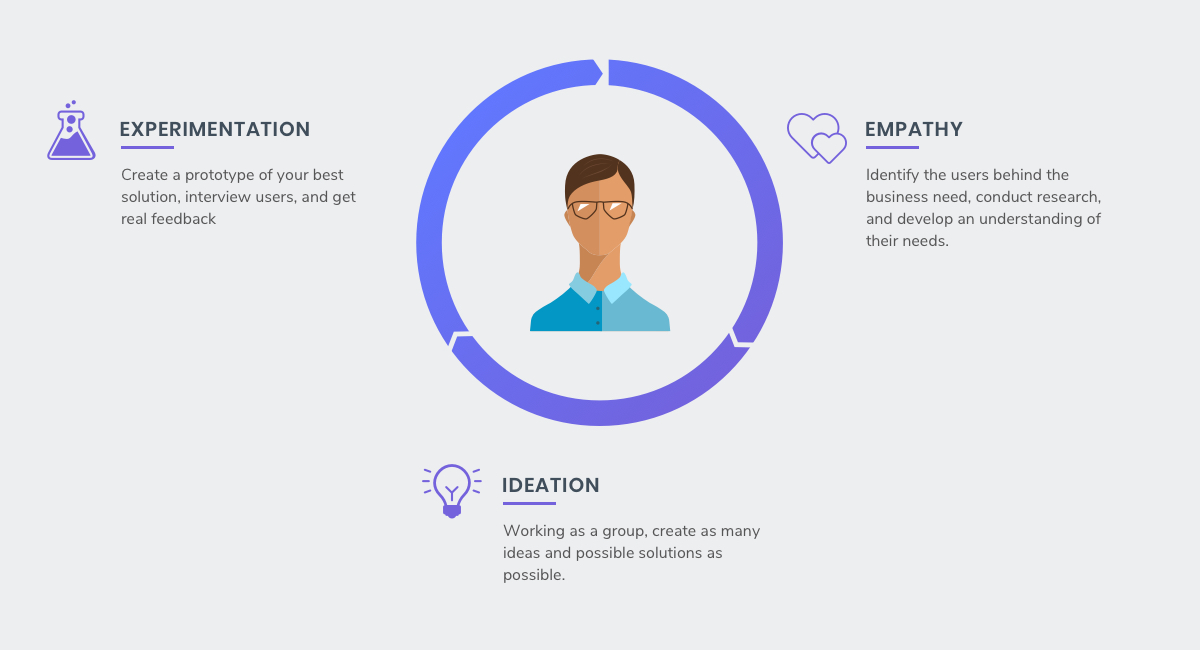 EXPERIMENTATION
Create a prototype of your best
solution, interview users, and get
real feedback
EMPATHY
Identify the users behind the
business need, conduct research,
and develop an understanding of
their needs.
IDEATION
Working as a group, create as many
ideas and possible solutions as
possible.